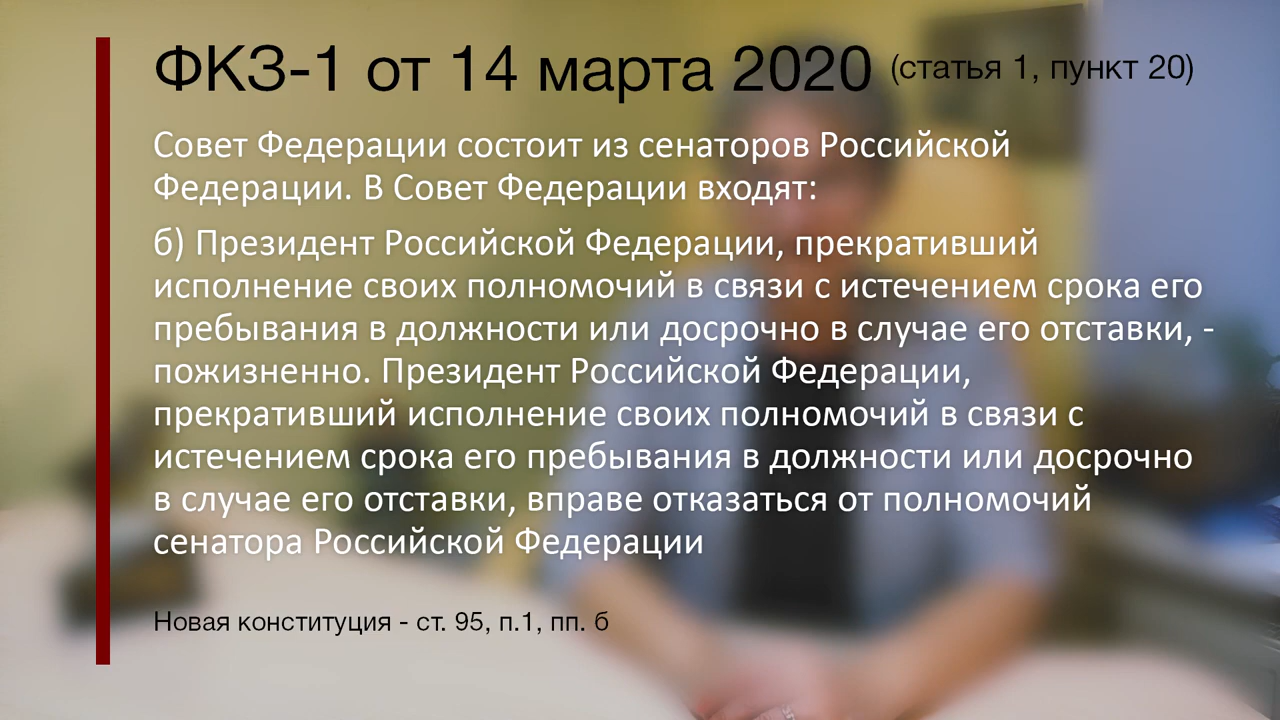 ФКЗ-1 от 14 марта 2020 (статья 1, пункт 20)
Совет Федерации состоит из сенаторов Российской
Федерации. В Совет Федерации входят:
б) Президент Российской Федерации, прекративший
исполнение своих полномочий в связи с истечением срока его
пребывания в должности или досрочно в случае его отставки, -
пожизненно. Президент Российской Федерации,
прекративший исполнение своих полномочий в связи с
истечением срока его пребывания в должности или досрочно
в случае его отставки, вправе отказаться от полномочий
сенатора Российской Федерации
Новая конституция - ст. 95, п.1, пп. б